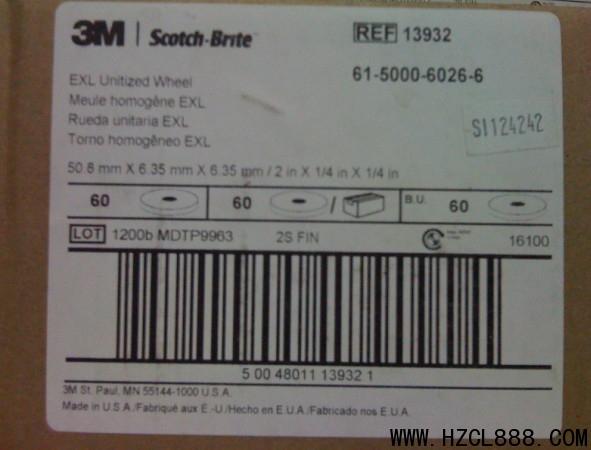 3M Scotch-Brite
REF 13932
61-5000-6026-6
EXL Unitized Wheel
Meule homogène EXL
Rueda unitaria EXL
Torno homogêneo EXL
S1124242
50.8 mm X 6.35 mm X 6.35 mm / 2 in X 1/4 in X 1/4 in
60
60 /
B.U. 60
LOT 1200b MDTP9963 2S FIN 16100
5 00 48011 13932 1
3M St. Paul, MN 55144-1000 U.S.A.
Made in U.S.A./Fabriqué aux E.-U./Hecho en E.U.A./Fabricado nos E.U.A.
WWW.HZCL888.com